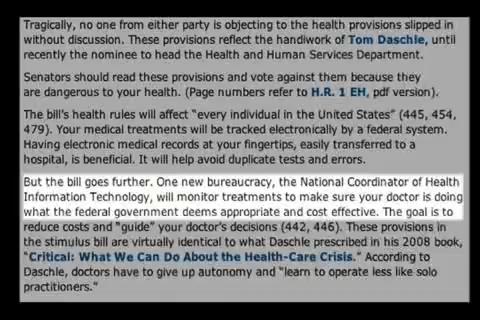 Tragically, no one from either party is objecting to the health provisions slipped in
without discussion. These provisions reflect the handiwork of Tom Daschle, until
recently the nominee to head the Health and Human Services Department.
Senators should read these provisions and vote against them because they
are dangerous to your health. (Page numbers refer to H.R. 1 EH, pdf version).
The bill's health rules will affect "every individual in the United States" (445, 454,
479). Your medical treatments will be tracked electronically by a federal system.
Having electronic medical records at your fingertips, easily transferred to a
hospital, is beneficial. It will help avoid duplicate tests and errors.
But the bill goes further. One new bureaucracy, the National Coordinator of Health
Information Technology, will monitor treatments to make sure your doctor is doing
what the federal government deems appropriate and cost effective. The goal is to
reduce costs and "guide" your doctor's decisions (442, 446). These provisions in
the stimulus bill are virtually identical to what Daschle prescribed in his 2008 book,
"Critical: What We Can Do About the Health-Care Crisis." According to
Daschle, doctors have to give up autonomy and "learn to operate less like solo
practitioners."